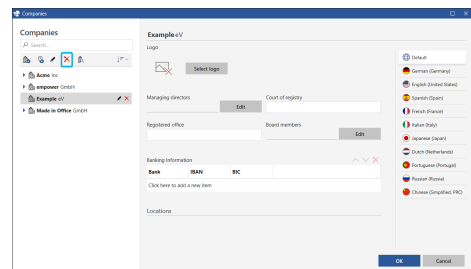 Companies
Companies
Search...
Acme Inc
empower GmbH
Example eV
Made in Office GmbH
Example eV
Logo
Select logo
Managing directors
Edit
Court of registry
Registered office
Board members
Edit
Banking information
Bank IBAN BIC
Click here to add a new item
Locations
Default
German (Germany)
English (United States)
Spanish (Spain)
French (France)
Italian (Italy)
Japanese (Japan)
Dutch (Netherlands)
Portuguese (Portugal)
Russian (Russia)
Chinese (Simplified, PRC)
OK Cancel